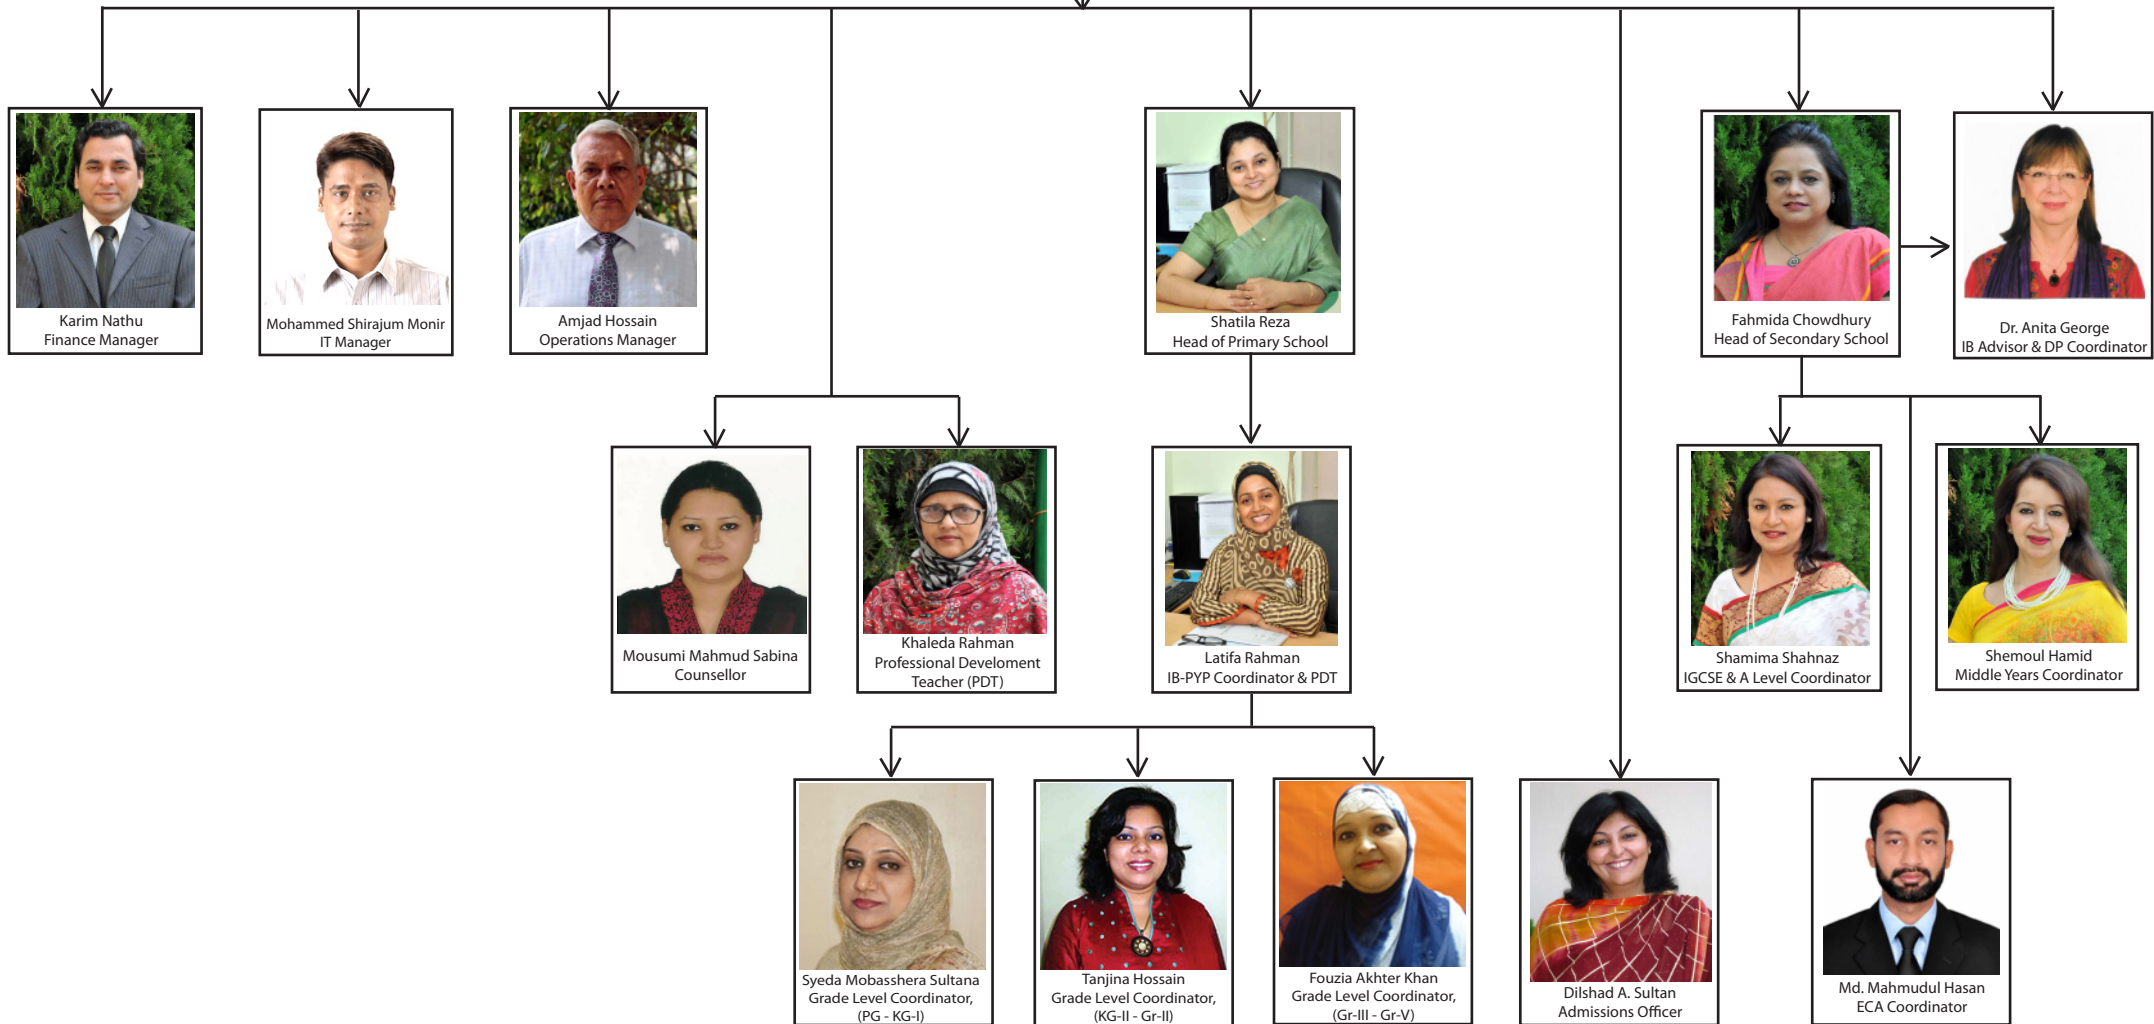 Karim Nathu
Finance Manager
Mohammed Shirajum Monir
IT Manager
Amjad Hossain
Operations Manager
Shatila Reza
Head of Primary School
Fahmida Chowdhury
Head of Secondary School
Dr. Anita George
IB Advisor & DP Coordinator
Mousumi Mahmud Sabina
Counsellor
Khaleda Rahman
Professional Develoment
Teacher (PDT)
Latifa Rahman
IB-PYP Coordinator & PDT
Shamima Shahnaz
IGCSE & A Level Coordinator
Shemoul Hamid
Middle Years Coordinator
Syeda Mobasshera Sultana
Grade Level Coordinator,
(PG - KG-I)
Tanjina Hossain
Grade Level Coordinator,
(KG-II - Gr-II)
Fouzia Akhter Khan
Grade Level Coordinator,
(Gr-III - Gr-V)
Dilshad A. Sultan
Admissions Officer
Md. Mahmudul Hasan
ECA Coordinator